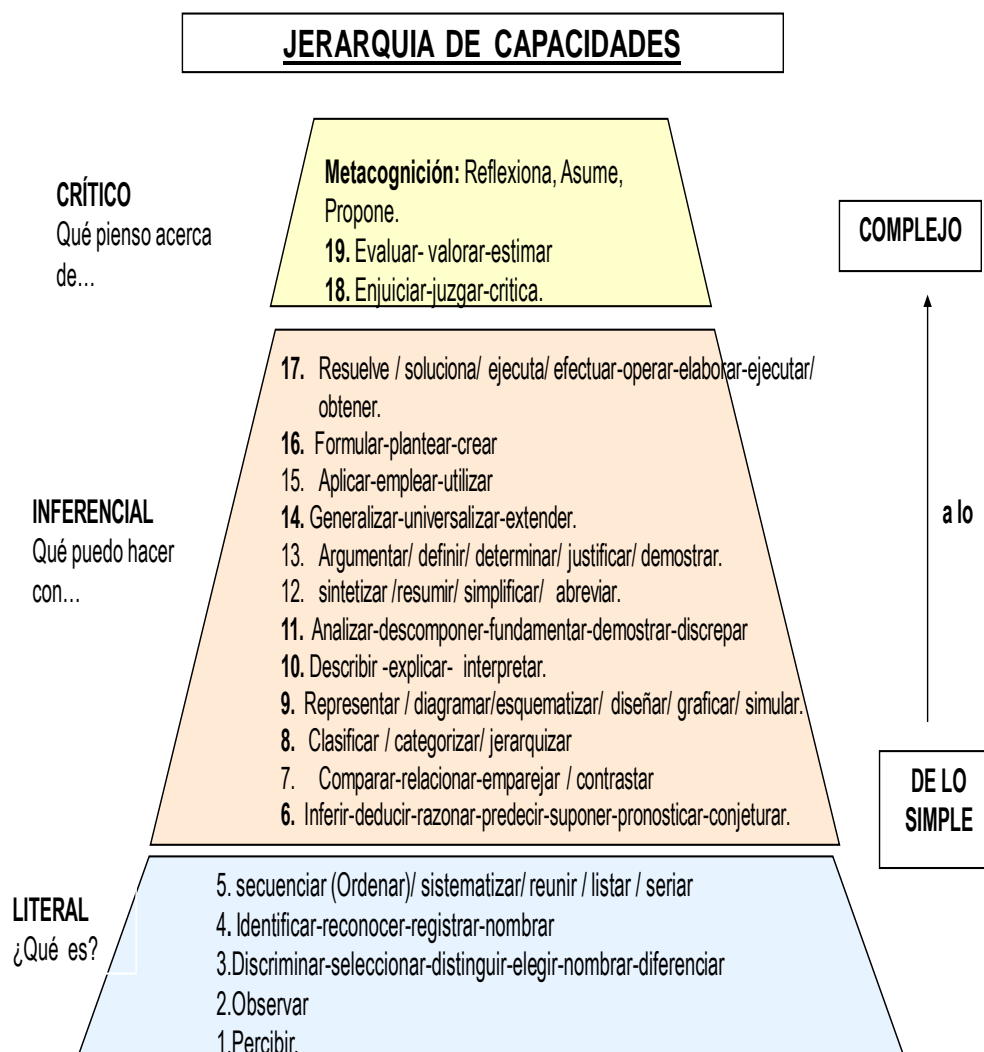 JERARQUIA DE CAPACIDADES
CRÍTICO
Qué pienso acerca
de...
Metacognición: Reflexiona, Asume,
Propone.
19. Evaluar- valorar-estimar
18. Enjuiciar-juzgar-critica.
COMPLEJO
INFERENCIAL
Qué puedo hacer
con...
17. Resuelve / soluciona/ ejecuta/ efectuar-operar-elaborar-ejecutar/
obtener.
16. Formular-plantear-crear
15. Aplicar-emplear-utilizar
14. Generalizar-universalizar-extender.
13. Argumentar/ definir/ determinar/ justificar/ demostrar.
12. sintetizar /resumir/ simplificar/ abreviar.
11. Analizar-descomponer-fundamentar-demostrar-discrepar
10. Describir -explicar- interpretar.
9. Representar / diagramar/esquematizar/ diseñar/ graficar/ simular.
8. Clasificar / categorizar/ jerarquizar
7. Comparar-relacionar-emparejar / contrastar
6. Inferir-deducir-razonar-predecir-suponer-pronosticar-conjeturar.
a lo
DE LO
SIMPLE
LITERAL
¿Qué es?
5. secuenciar (Ordenar)/ sistematizar/ reunir / listar / seriar
4. Identificar-reconocer-registrar-nombrar
3.Discriminar-seleccionar-distinguir-elegir-nombrar-diferenciar
2.Observar
1.Percibir.